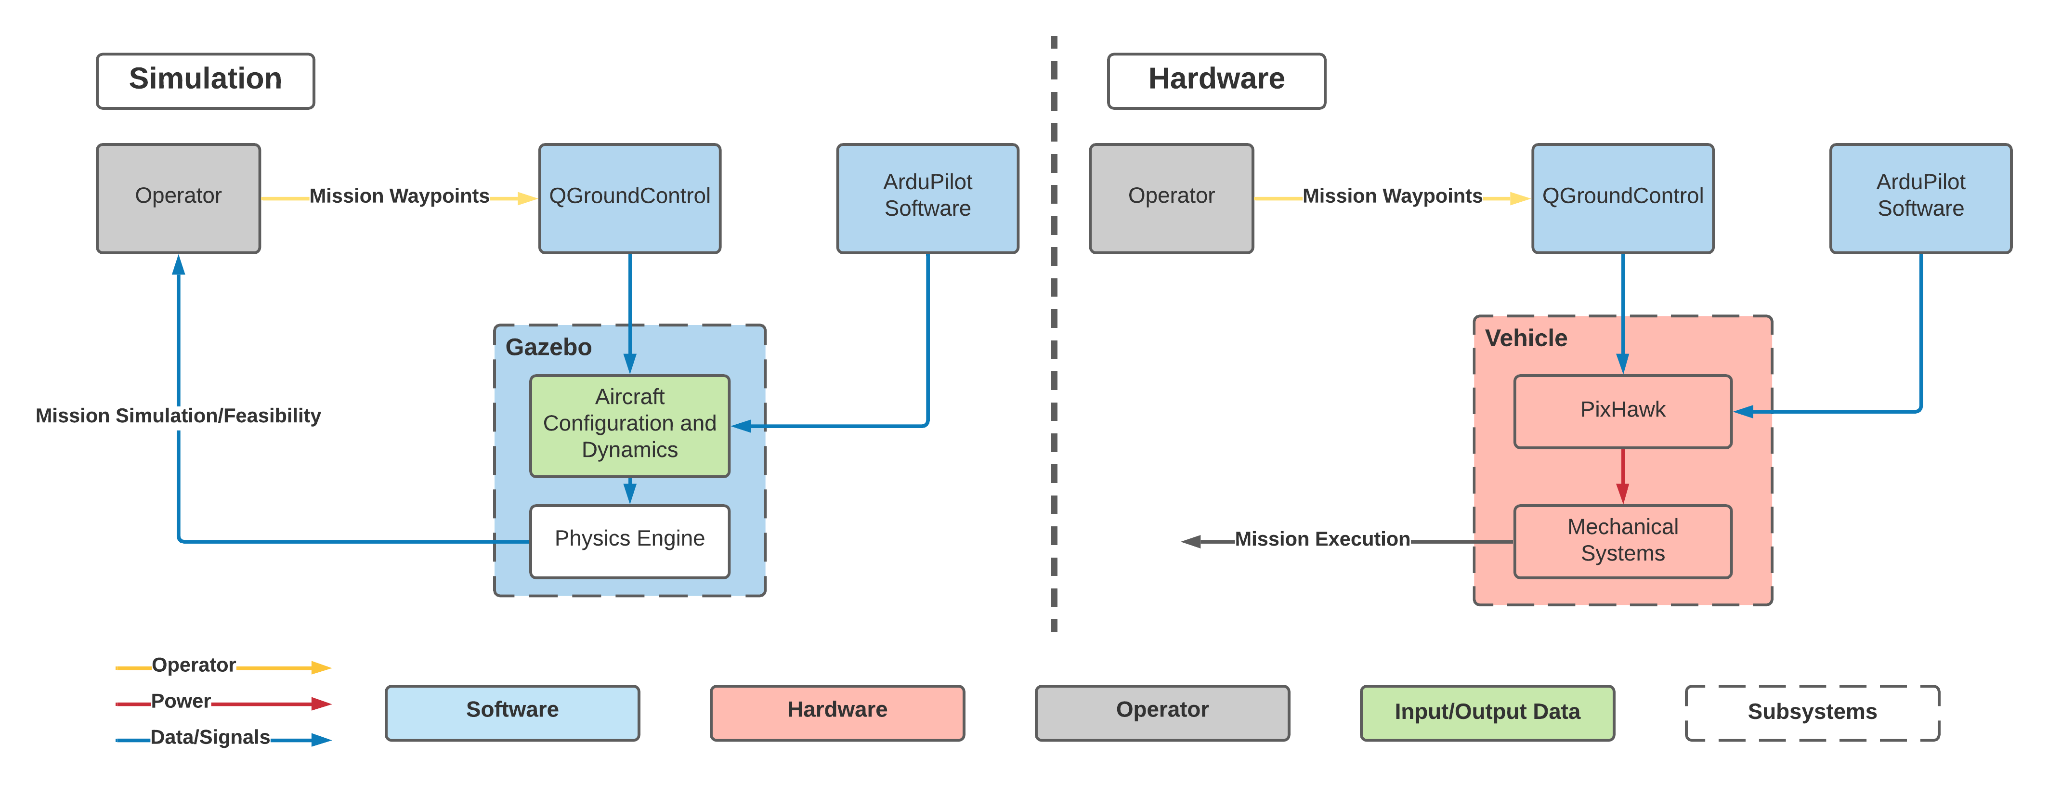 Simulation
Operator
Mission Waypoints
QGroundControl
ArduPilot
Software
Gazebo
Aircraft
Configuration and
Dynamics
Mission Simulation/Feasibility
Physics Engine
Hardware
Operator
Mission Waypoints
QGroundControl
ArduPilot
Software
Vehicle
PixHawk
Mechanical
Systems
Mission Execution
Operator
Power
Data/Signals
Software
Hardware
Operator
Input/Output Data
Subsystems